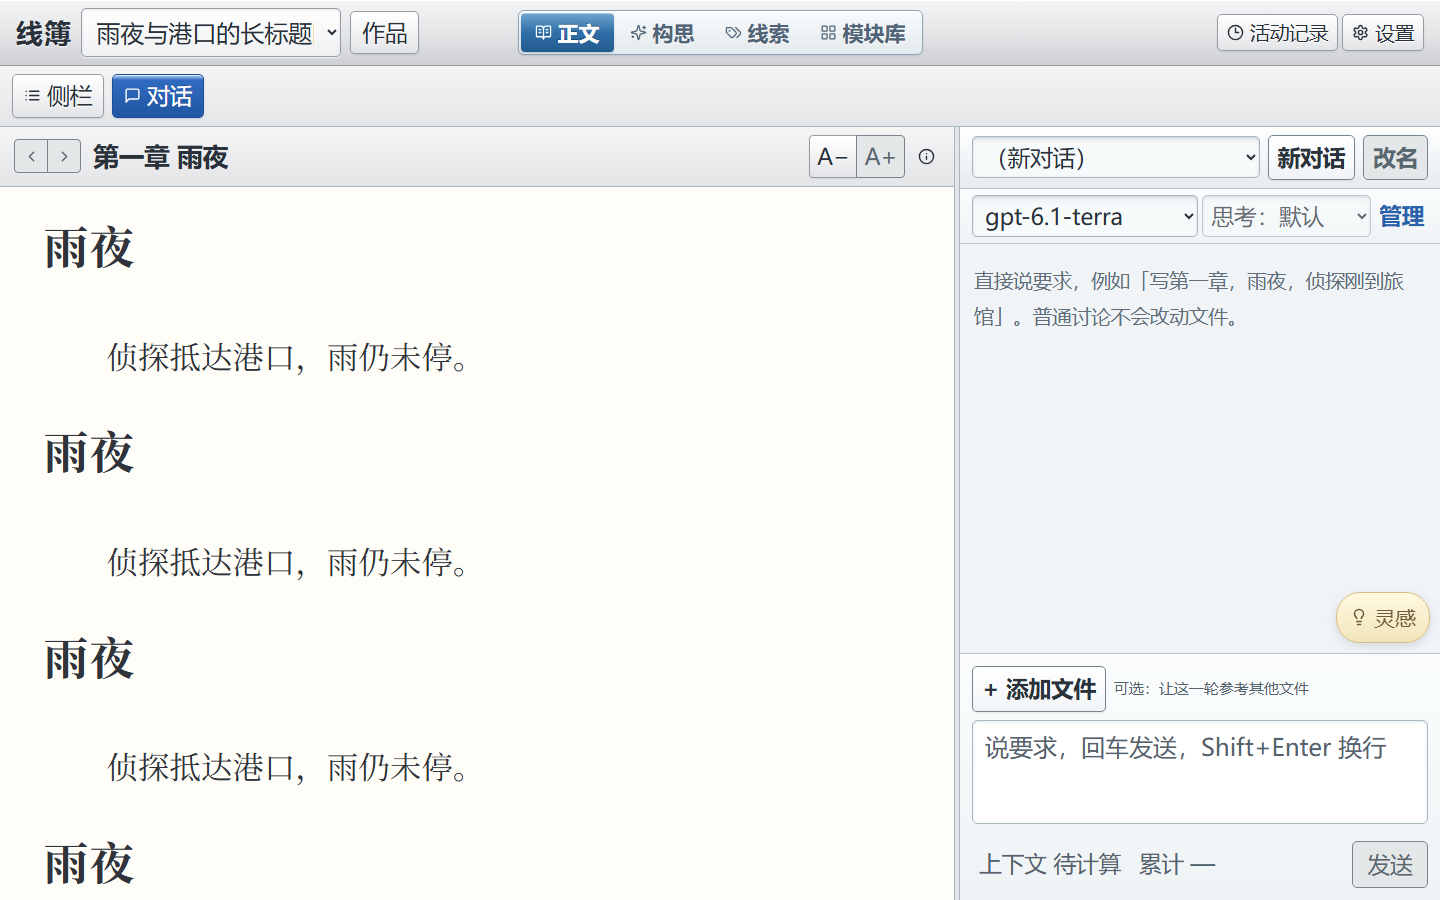 线簿 雨夜与港口的长标题 作品 正文 构思 线索 模块库 活动记录 设置
侧栏 对话
第一章 雨夜 A− A+
雨夜
侦探抵达港口，雨仍未停。
雨夜
侦探抵达港口，雨仍未停。
雨夜
侦探抵达港口，雨仍未停。
雨夜
（新对话） 新对话 改名
gpt-6.1-terra 思考：默认 管理
直接说要求，例如「写第一章，雨夜，侦探刚到旅
馆」。普通讨论不会改动文件。
灵感
+ 添加文件 可选：让这一轮参考其他文件
说要求，回车发送，Shift+Enter 换行
上下文 待计算 累计 — 发送